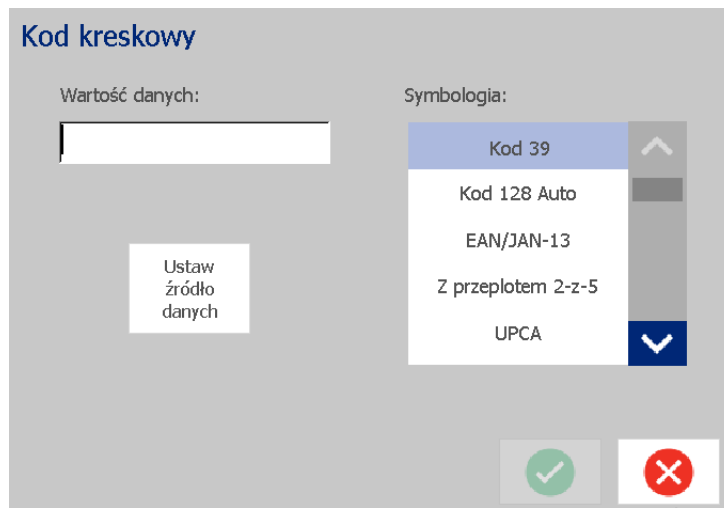 Kod kreskowy
Wartość danych:
Symbologia:
Kod 39
Kod 128 Auto
EAN/JAN-13
Z przeplotem 2-z-5
UPCA
Ustaw
źródło
danych